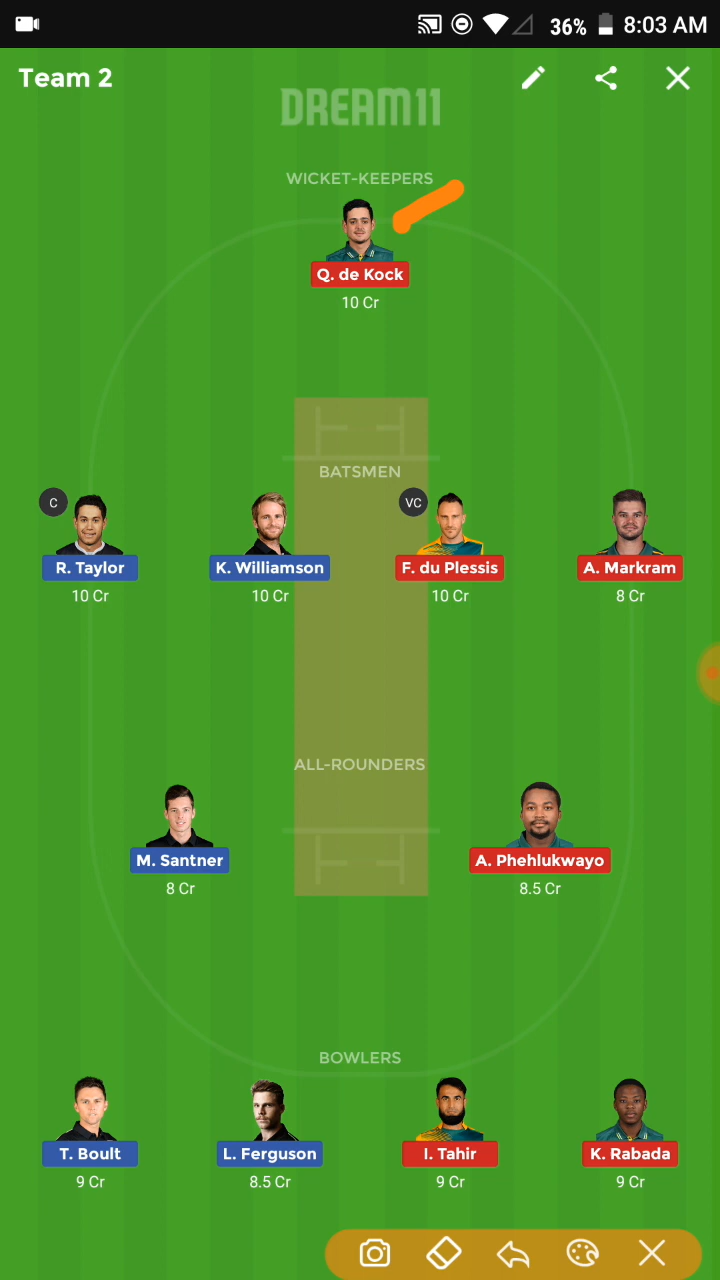 36% 8:03 AM
Team 2
DREAM11
WICKET-KEEPERS
Q. de Kock
10 Cr
BATSMEN
C VC
R. Taylor K. Williamson F. du Plessis A. Markram
10 Cr 10 Cr 10 Cr 8 Cr
ALL-ROUNDERS
M. Santner A. Phehlukwayo
8 Cr 8.5 Cr
BOWLERS
T. Boult L. Ferguson I. Tahir K. Rabada
9 Cr 8.5 Cr 9 Cr 9 Cr